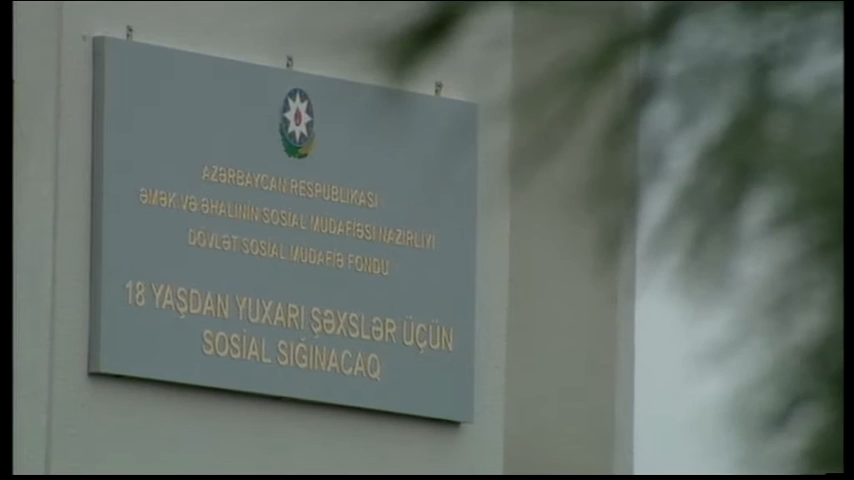 AZƏRBAYCAN RESPUBLİKASI
ƏMƏK VƏ ƏHALİNİN SOSİAL MÜDAFİƏSİ NAZİRLİYİ
DÖVLƏT SOSİAL MÜDAFİƏ FONDU
18 YAŞDAN YUXARI ŞƏXSLƏR ÜÇÜN
SOSİAL SIĞINACAQ